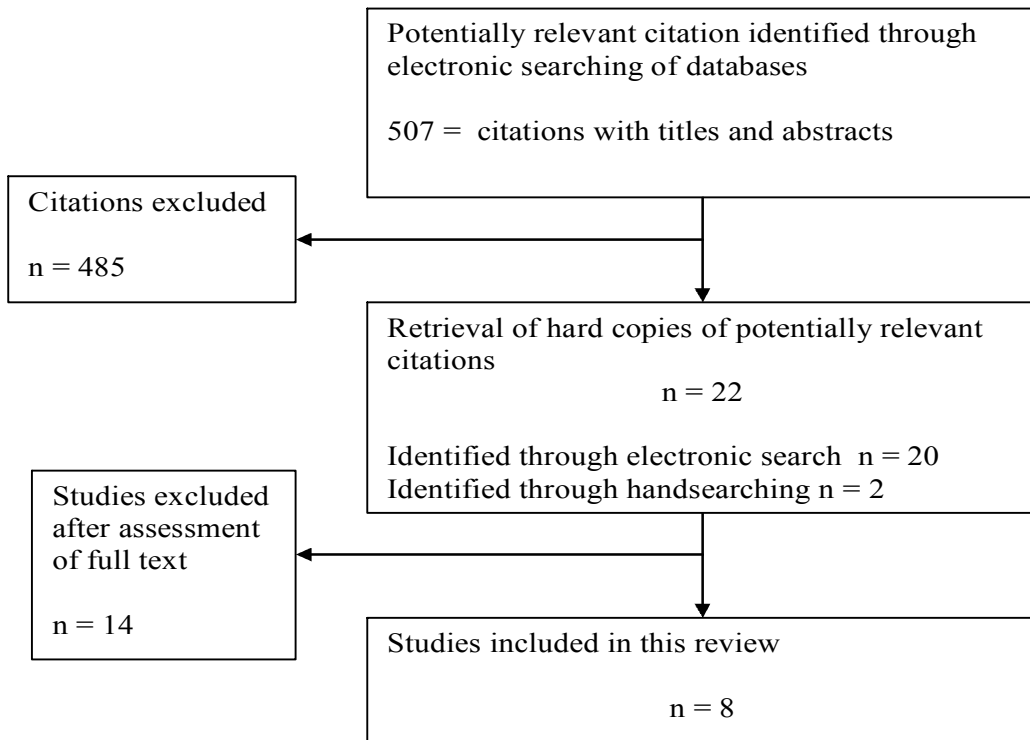 Potentially relevant citation identified through
electronic searching of databases
507 = citations with titles and abstracts
Citations excluded
n = 485
Retrieval of hard copies of potentially relevant
citations
n = 22
Identified through electronic search n = 20
Identified through handsearching n = 2
Studies excluded
after assessment
of full text
n = 14
Studies included in this review
n = 8